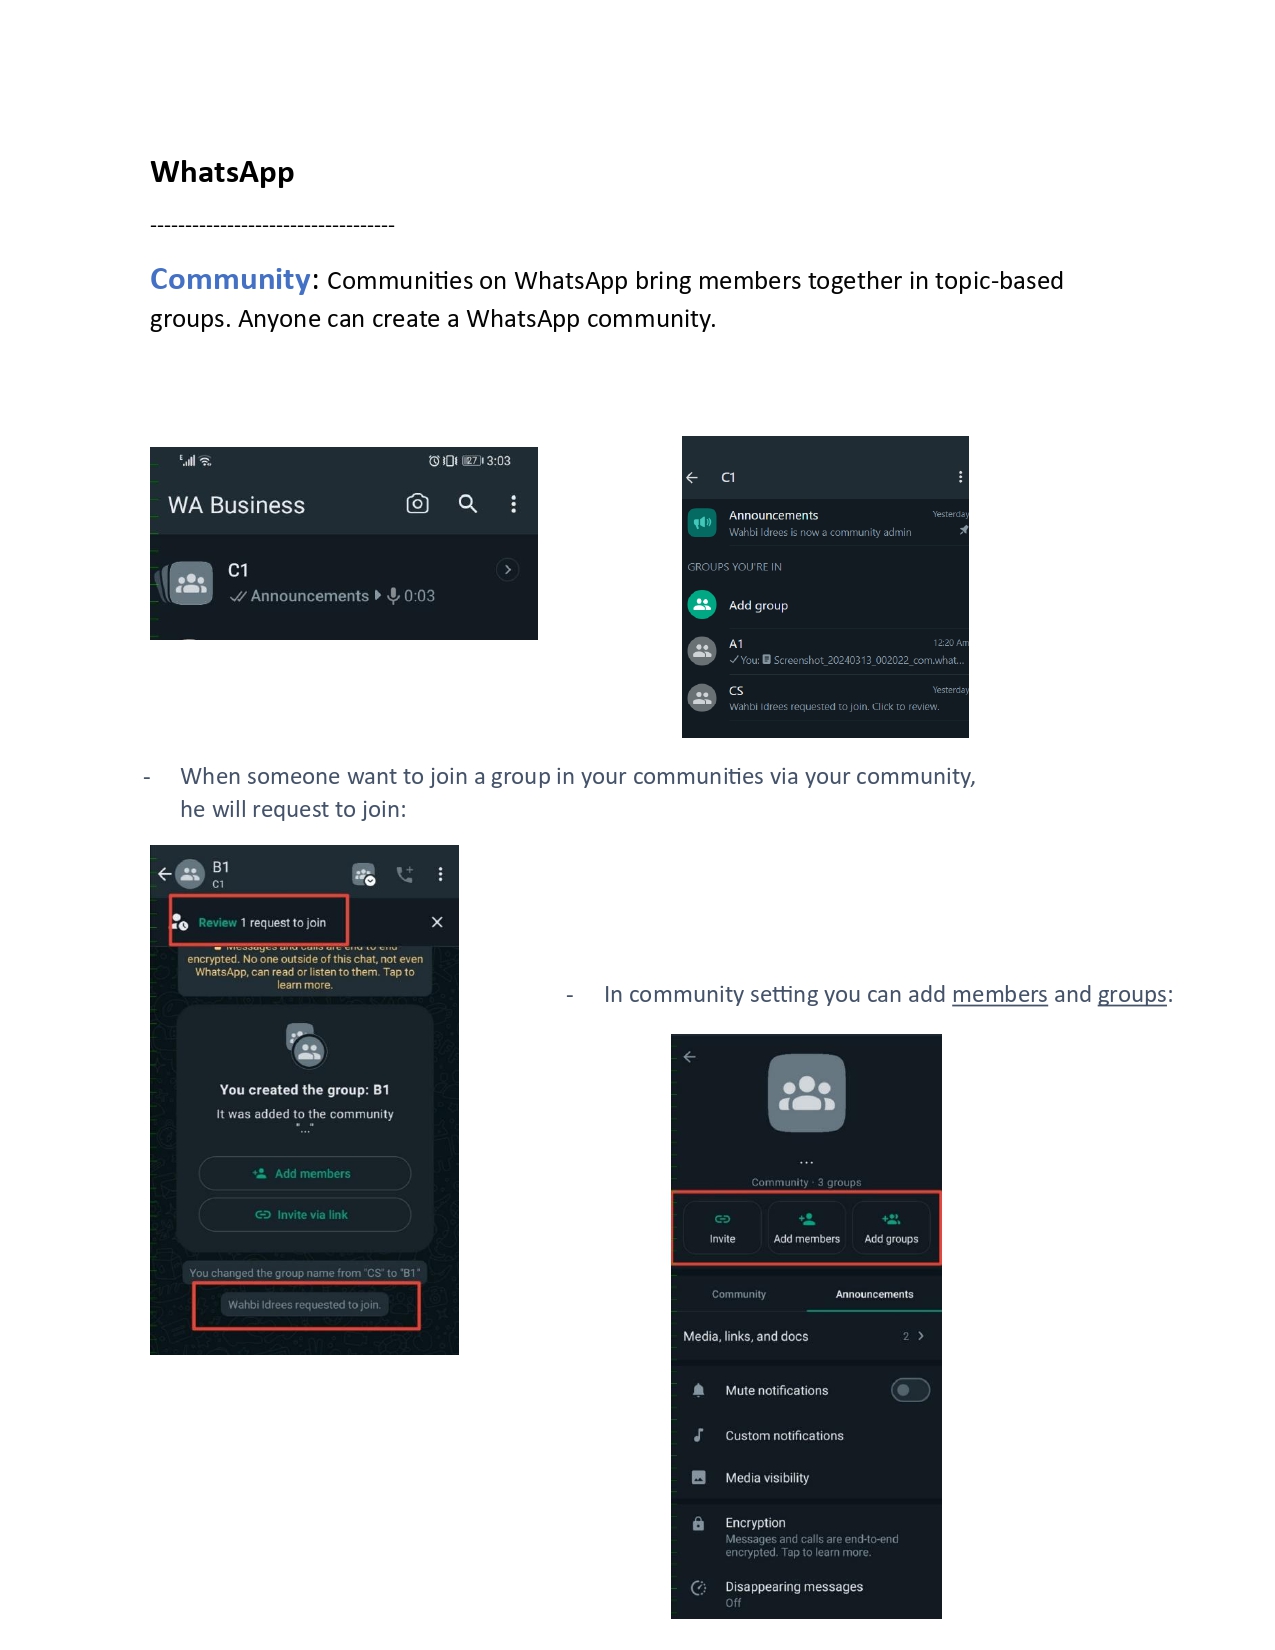 WhatsApp
-----------------------------------
Community: Communities on WhatsApp bring members together in topic-based
groups. Anyone can create a WhatsApp community.
27 3:03
WA Business
C1
Announcements 0:03
C1
Announcements Yesterday
Wahbi Idrees is now a community admin
GROUPS YOU'RE IN
Add group
A1 12:20 Am
You: Screenshot_20240313_002022_com.what...
CS Yesterday
Wahbi Idrees requested to join. Click to review.
- When someone want to join a group in your communities via your community,
he will request to join:
B1
C1
Review 1 request to join
Messages and calls are end-to-end
encrypted. No one outside of this chat, not even
WhatsApp, can read or listen to them. Tap to
learn more.
You created the group: B1
It was added to the community
"..."
Add members
Invite via link
You changed the group name from "CS" to "B1"
Wahbi Idrees requested to join.
- In community setting you can add members and groups:
...
Community · 3 groups
Invite Add members Add groups
Community Announcements
Media, links, and docs 2
Mute notifications
Custom notifications
Media visibility
Encryption
Messages and calls are end-to-end
encrypted. Tap to learn more.
Disappearing messages
Off